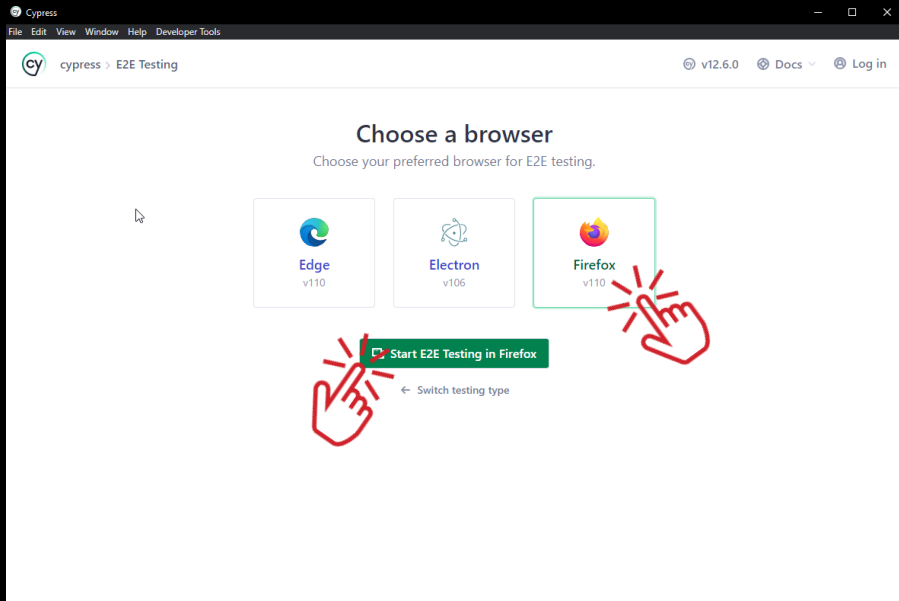 Cypress
File Edit View Window Help Developer Tools
cy cypress > E2E Testing v12.6.0 Docs Log in
Choose a browser
Choose your preferred browser for E2E testing.
Edge Electron Firefox
v110 v106 v110
Start E2E Testing in Firefox
← Switch testing type